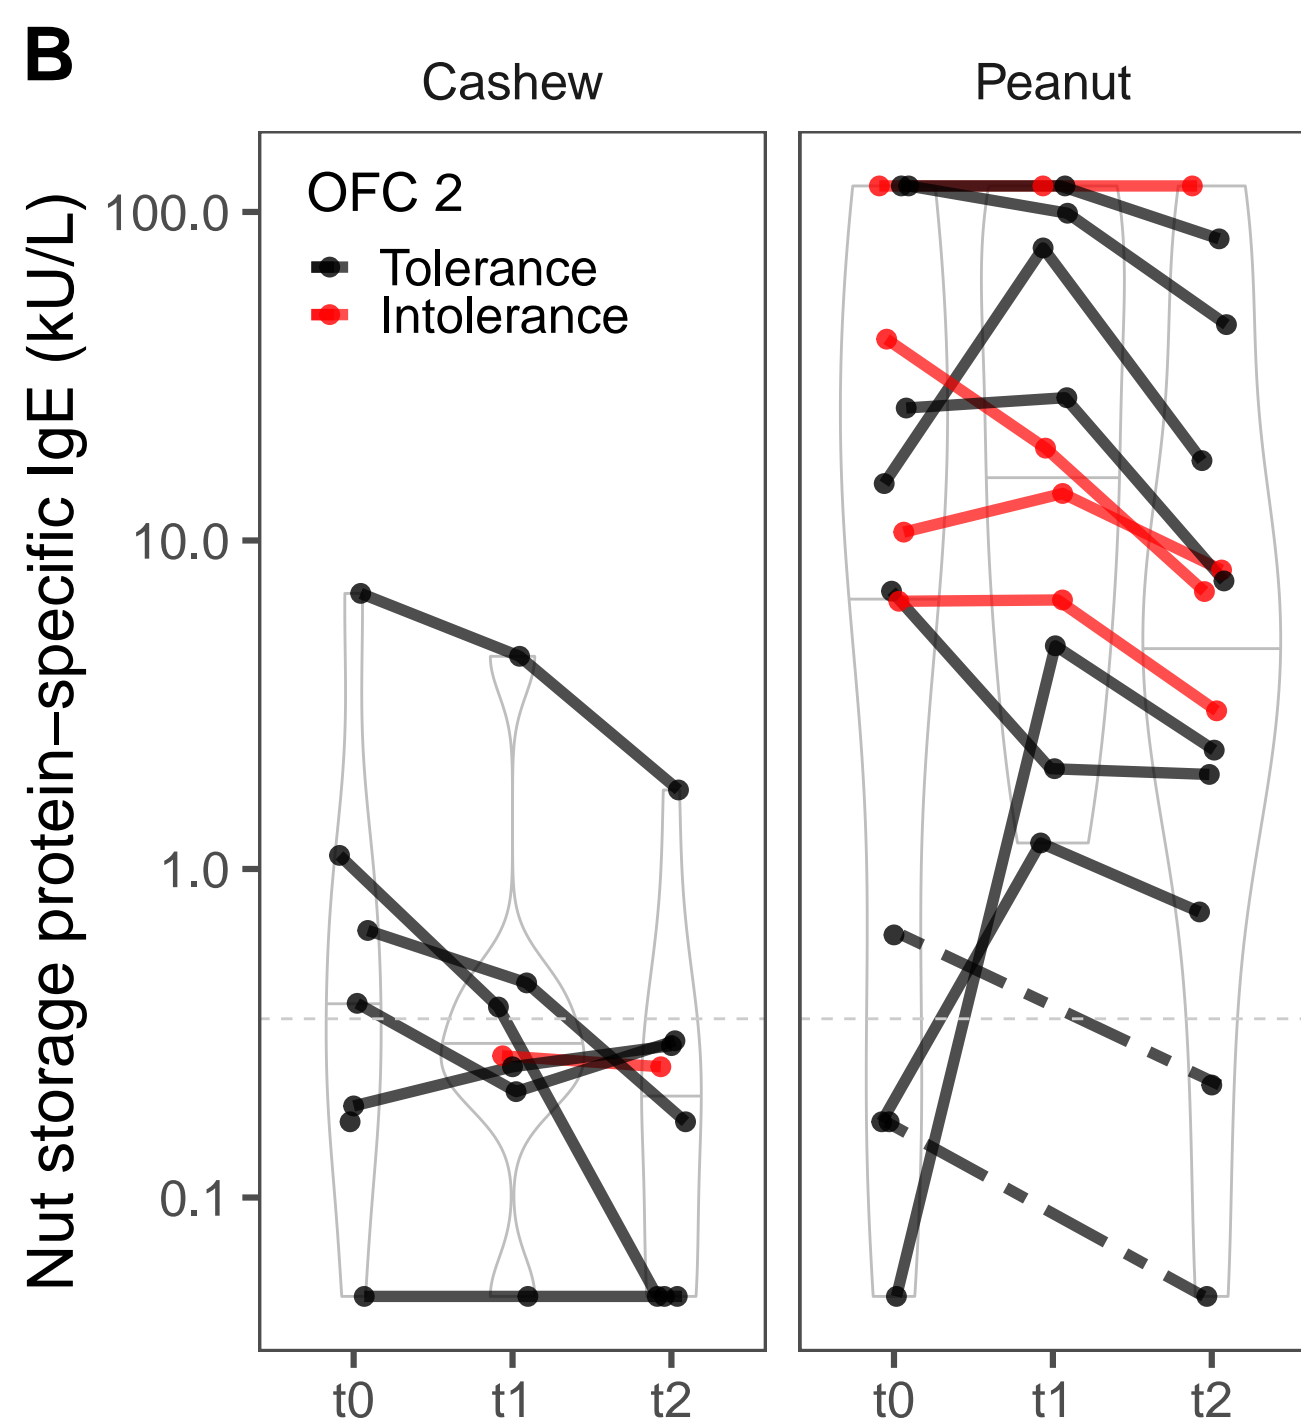 B
Cashew
Peanut
OFC 2
Tolerance
Intolerance
Nut storage protein−specific IgE (kU/L)
100.0
10.0
1.0
0.1
t0 t1 t2
t0 t1 t2